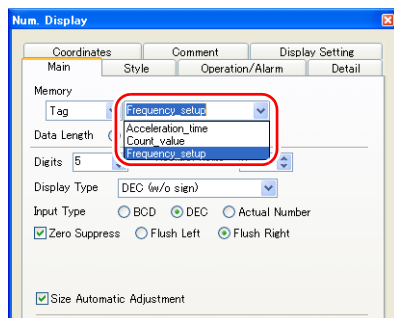 Num. Display
Coordinates Comment Display Setting
Main Style Operation/Alarm Detail
Memory
Tag Frequency_setup
Acceleration_time
Data Length
Count_value
Frequency_setup
Digits 5
Display Type DEC (w/o sign)
Input Type BCD DEC Actual Number
Zero Suppress Flush Left Flush Right
Size Automatic Adjustment